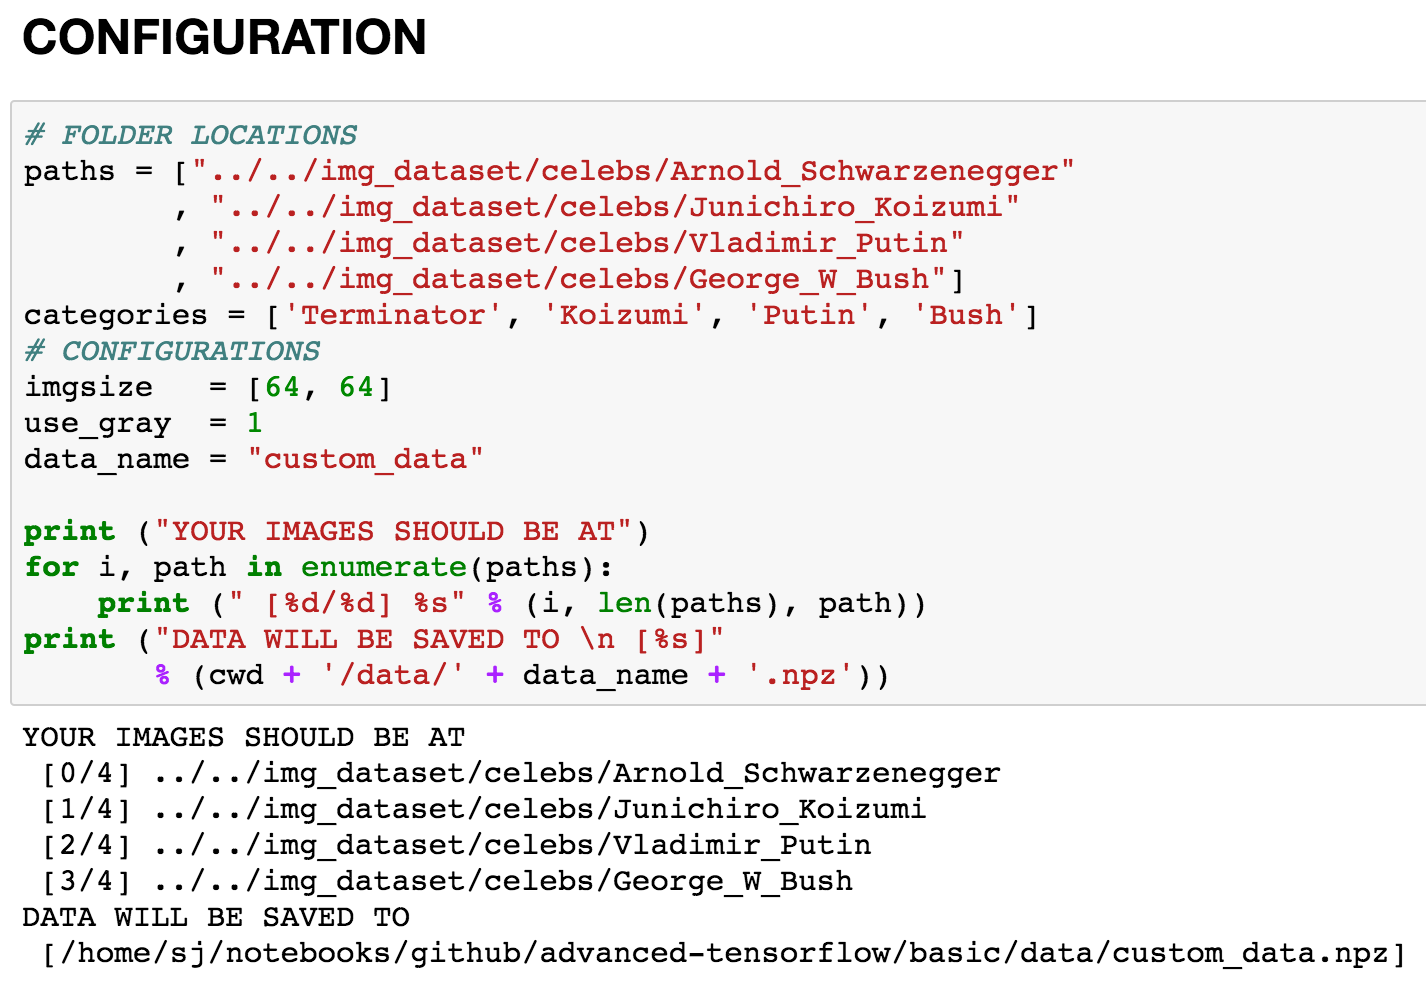 CONFIGURATION
# FOLDER LOCATIONS
paths = ["../../img_dataset/celebs/Arnold_Schwarzenegger"
        , "../../img_dataset/celebs/Junichiro_Koizumi"
        , "../../img_dataset/celebs/Vladimir_Putin"
        , "../../img_dataset/celebs/George_W_Bush"]
categories = ['Terminator', 'Koizumi', 'Putin', 'Bush']
# CONFIGURATIONS
imgsize   = [64, 64]
use_gray  = 1
data_name = "custom_data"

print ("YOUR IMAGES SHOULD BE AT")
for i, path in enumerate(paths):
    print (" [%d/%d] %s" % (i, len(paths), path))
print ("DATA WILL BE SAVED TO \n [%s]"
       % (cwd + '/data/' + data_name + '.npz'))
YOUR IMAGES SHOULD BE AT
 [0/4] ../../img_dataset/celebs/Arnold_Schwarzenegger
 [1/4] ../../img_dataset/celebs/Junichiro_Koizumi
 [2/4] ../../img_dataset/celebs/Vladimir_Putin
 [3/4] ../../img_dataset/celebs/George_W_Bush
DATA WILL BE SAVED TO
 [/home/sj/notebooks/github/advanced-tensorflow/basic/data/custom_data.npz]